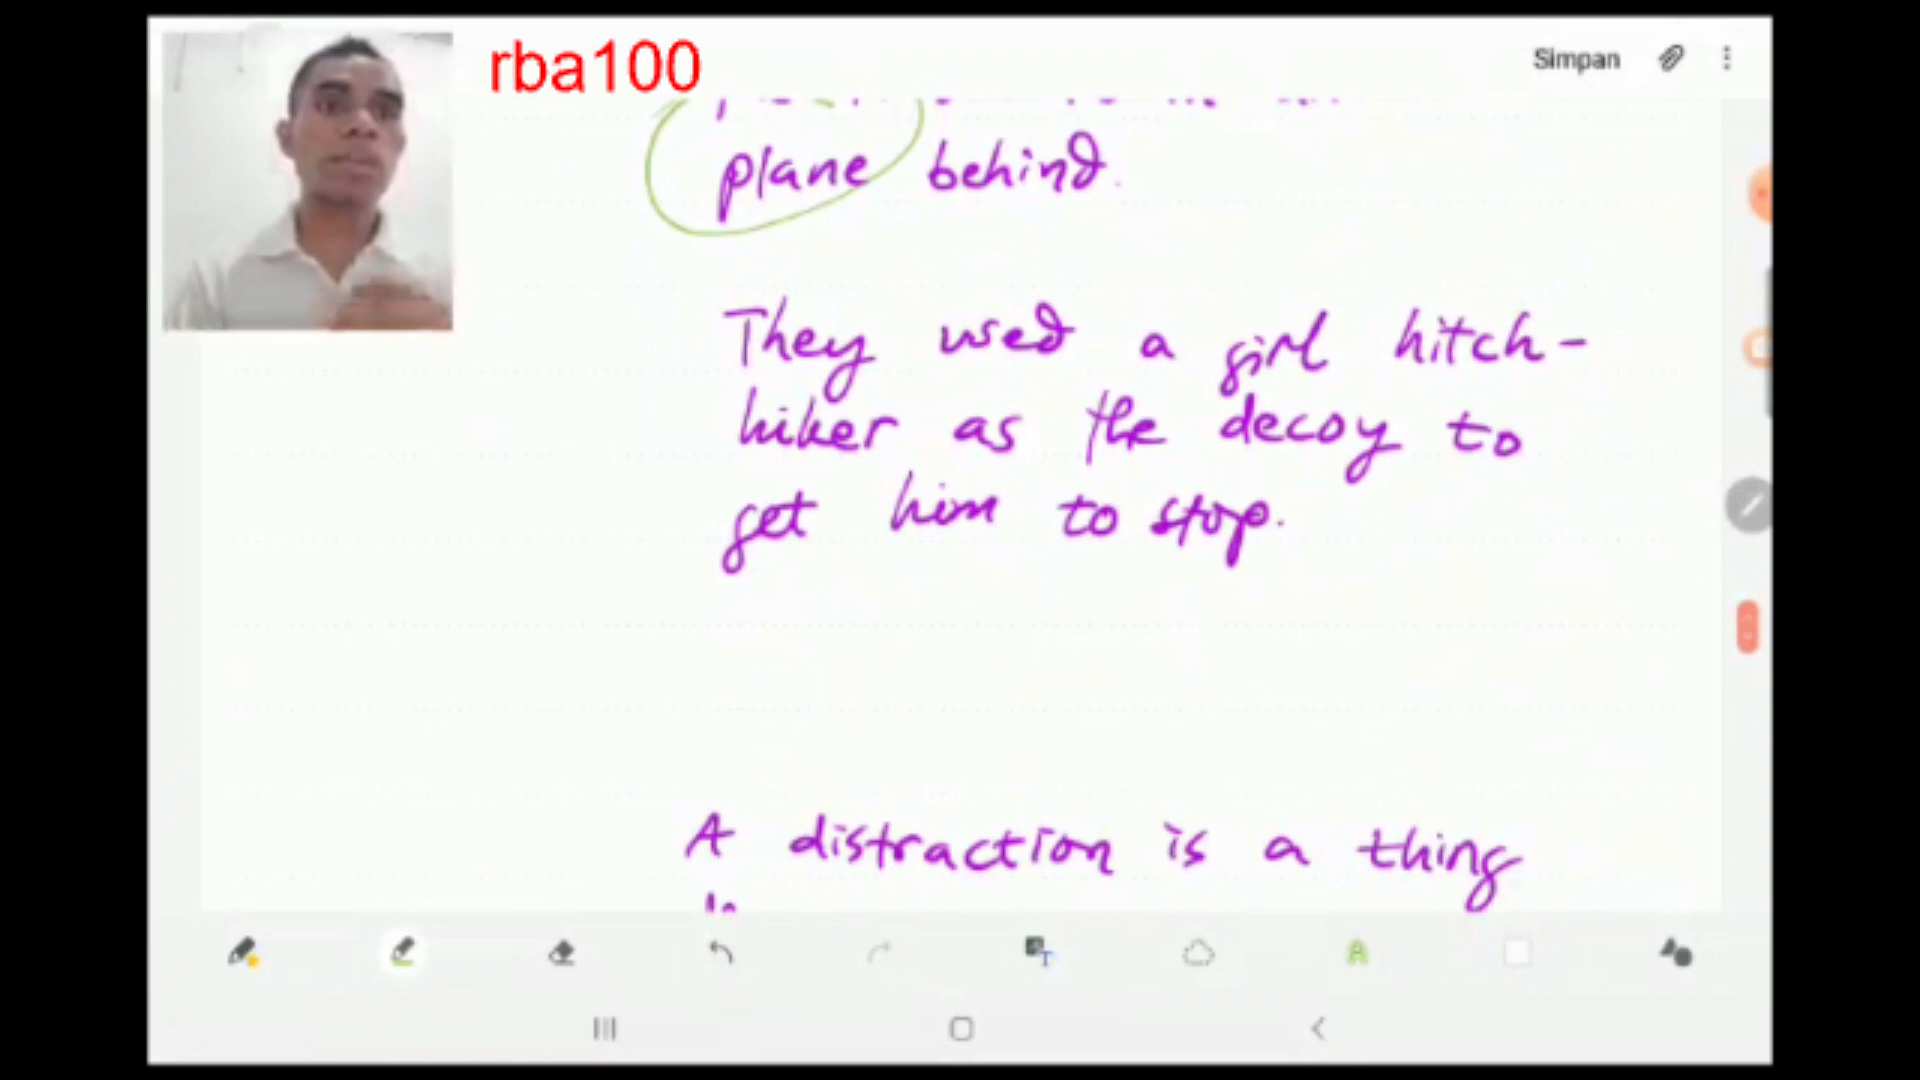 rba100
Simpan
plane behind.
They used a girl hitch-
hiker as the decoy to
get him to stop.
A distraction is a thing